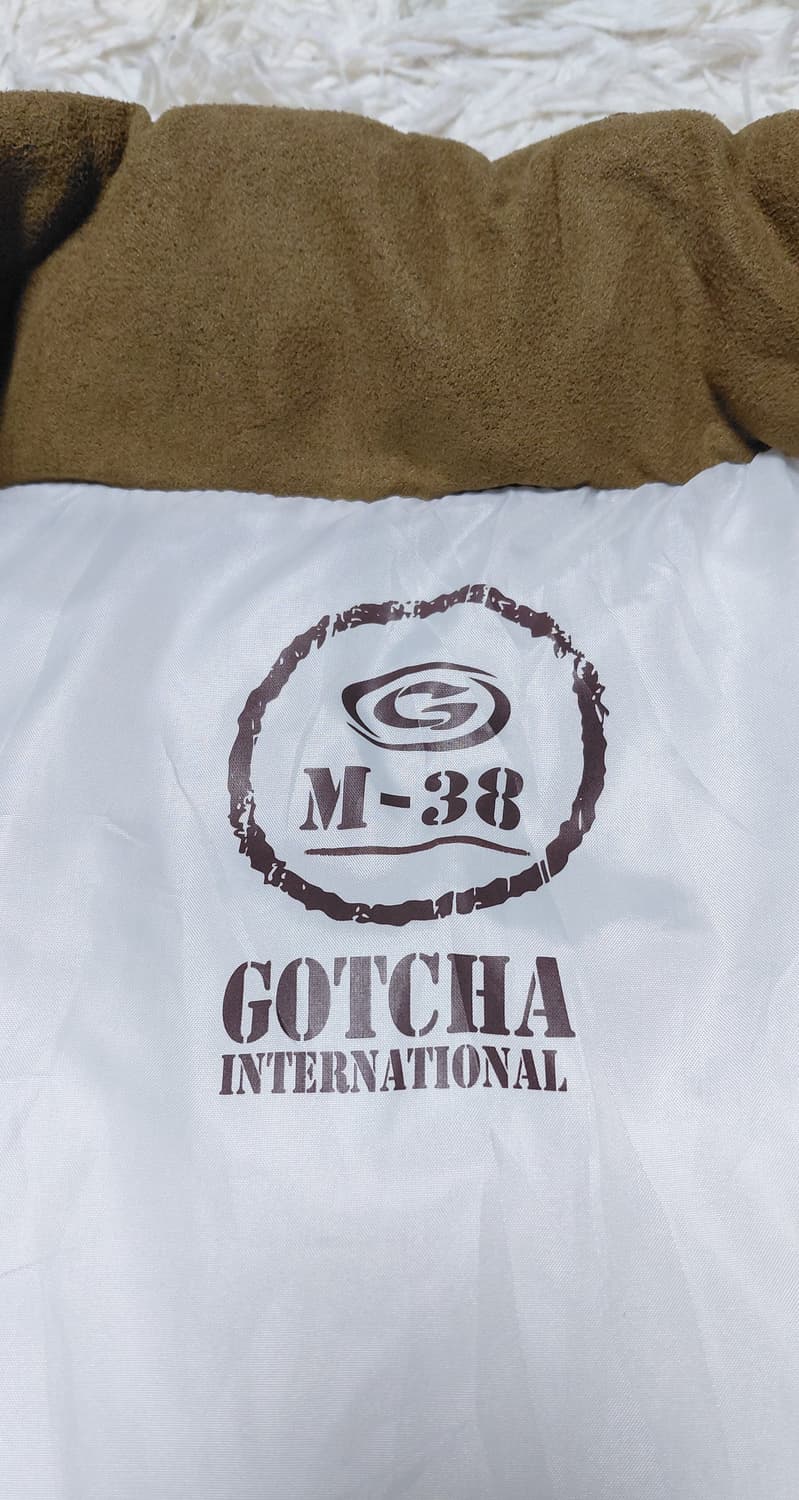 G
M-38
GOTCHA
INTERNATIONAL